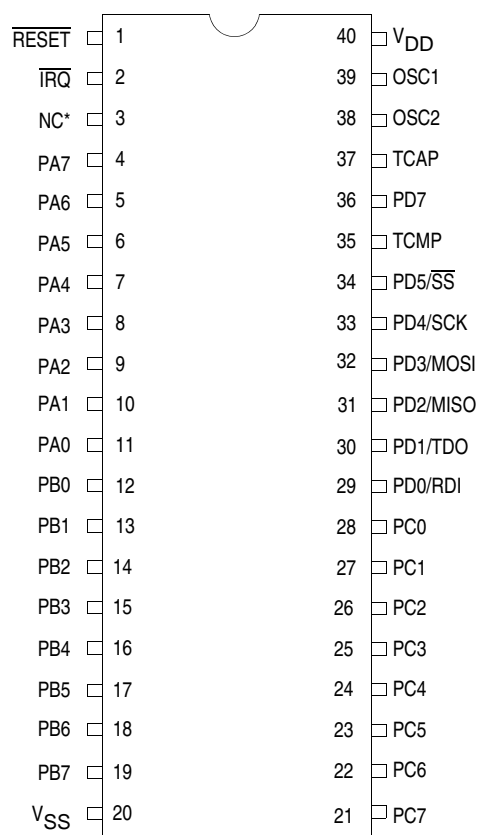 R̅E̅S̅E̅T̅ 1 40 VDD
I̅R̅Q̅ 2 39 OSC1
NC* 3 38 OSC2
PA7 4 37 TCAP
PA6 5 36 PD7
PA5 6 35 TCMP
PA4 7 34 PD5/S̅S̅
PA3 8 33 PD4/SCK
PA2 9 32 PD3/MOSI
PA1 10 31 PD2/MISO
PA0 11 30 PD1/TDO
PB0 12 29 PD0/RDI
PB1 13 28 PC0
PB2 14 27 PC1
PB3 15 26 PC2
PB4 16 25 PC3
PB5 17 24 PC4
PB6 18 23 PC5
PB7 19 22 PC6
VSS 20 21 PC7